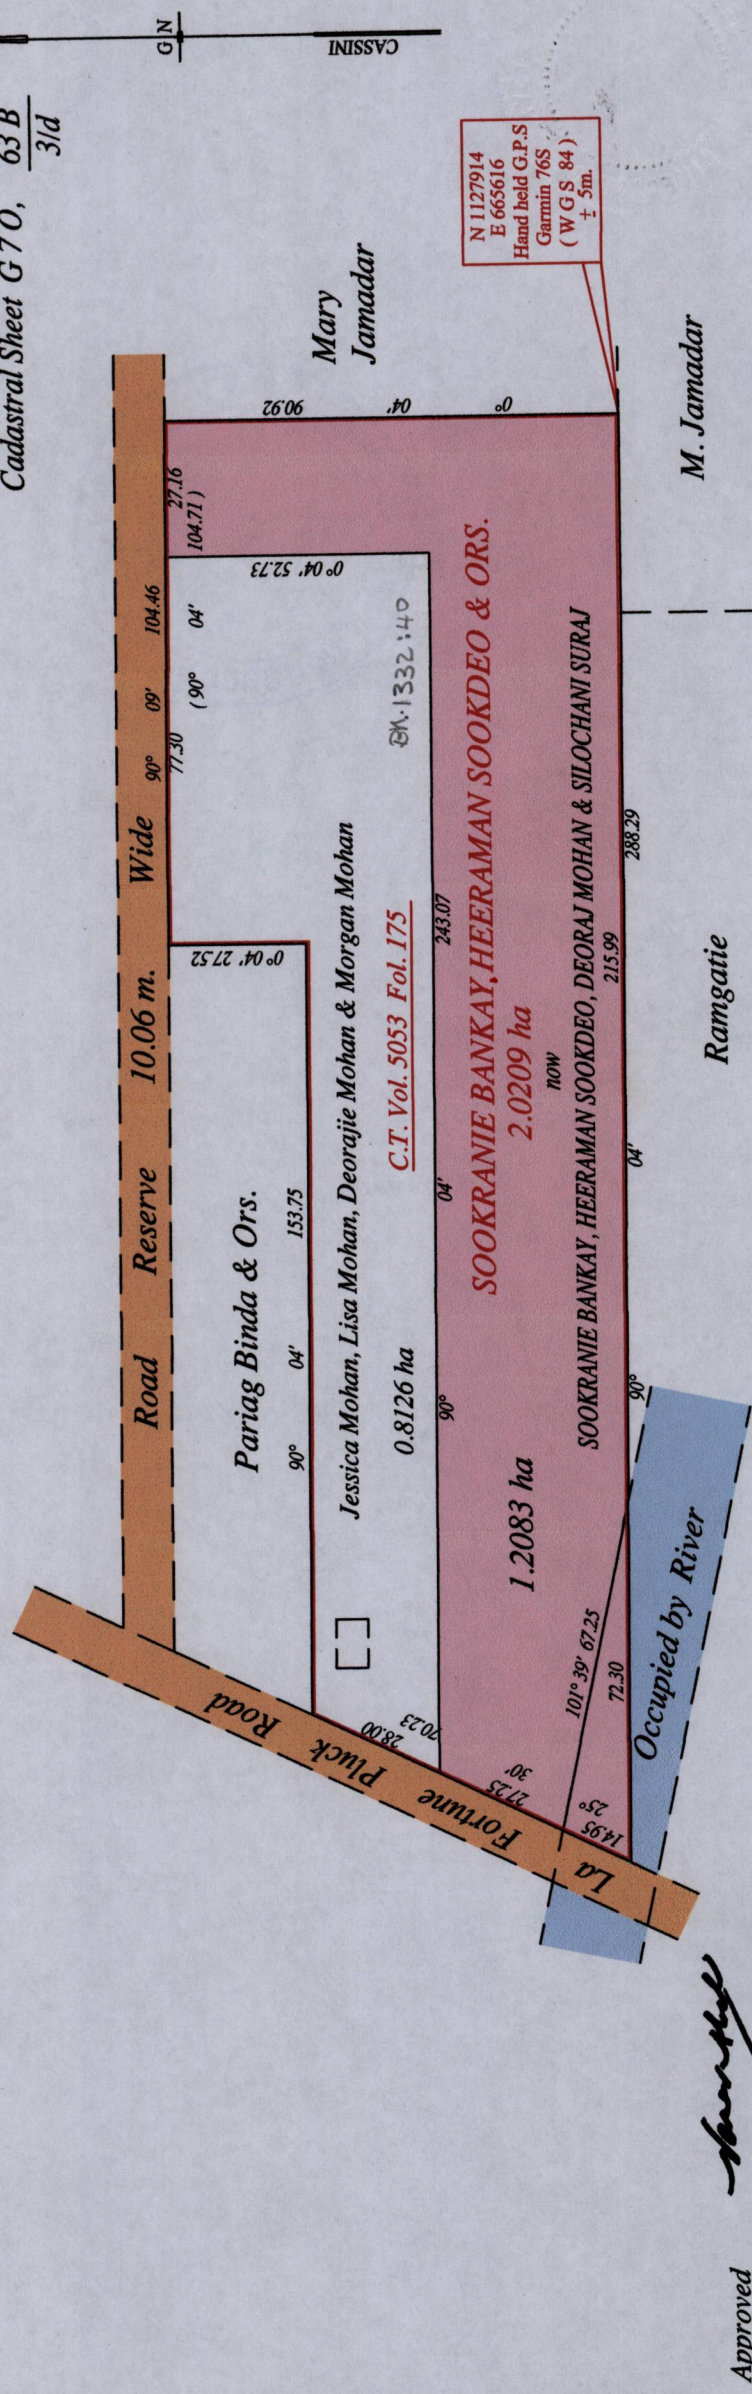 Cadastral Sheet G 7 O, 63 B
3/d
G N
CASSINI
N 1127914
E 665616
Hand held G.P.S
Garmin 76S
( W G S 84 )
± 5m.
Mary
Jamadar
M. Jamadar
Ramgatie
Road Reserve 10.06 m. Wide
90° 09' 104.46
77.30
27.16
( 90° 04' 104.71 )
0° 04' 90.92
0° 04' 52.73
0° 04' 27.52
Pariag Binda & Ors.
90° 04' 153.75
Jessica Mohan, Lisa Mohan, Deorajie Mohan & Morgan Mohan
0.8126 ha
C.T. Vol. 5053 Fol. 175
1332:40
90° 04' 243.07
SOOKRANIE BANKAY, HEERAMAN SOOKDEO & ORS.
2.0209 ha
now
1.2083 ha
SOOKRANIE BANKAY, HEERAMAN SOOKDEO, DEORAJ MOHAN & SILOCHANI SURAJ
215.99
90° 04' 288.29
101° 39' 67.25
72.30
Occupied by River
La Fortune Pluck Road
28.00
25° 30' 70.23
27.25
14.95
Approved